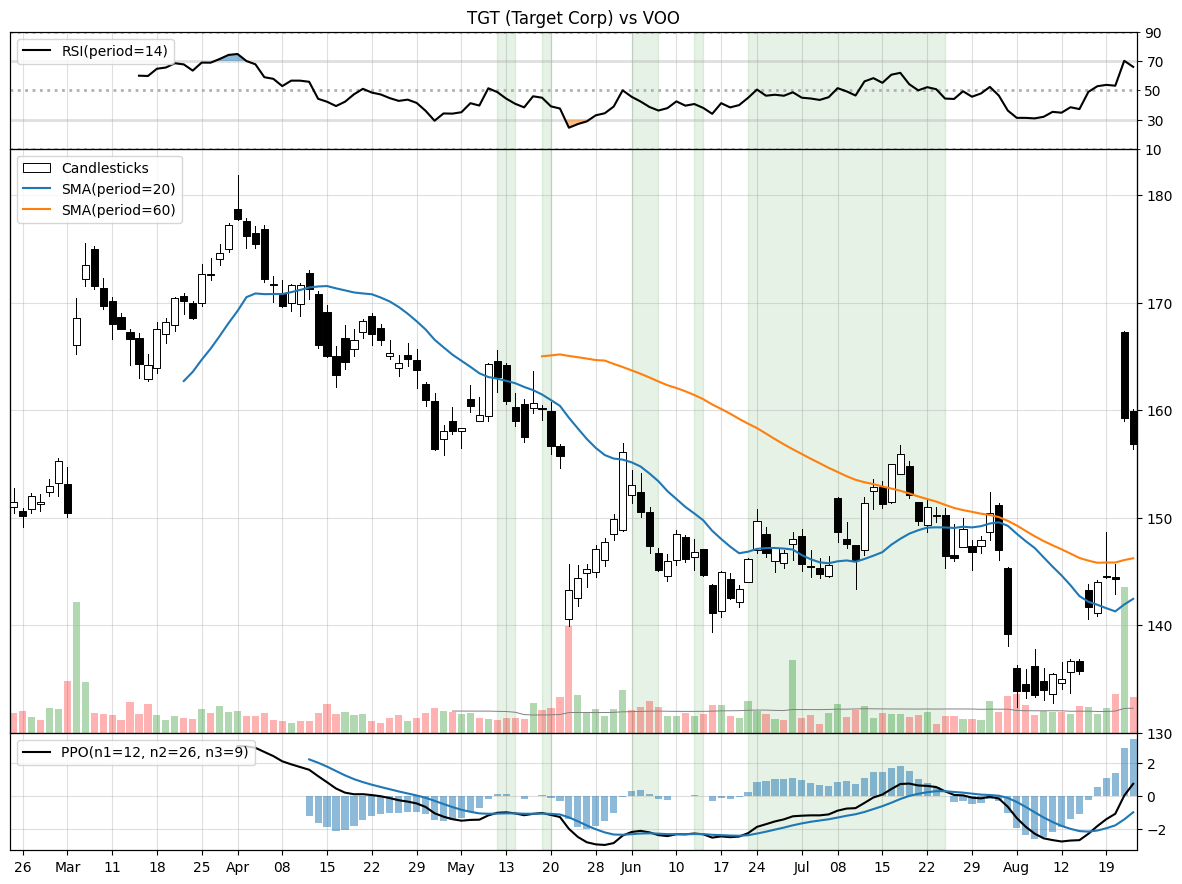 TGT (Target Corp) vs VOO
RSI(period=14)
90
70
50
30
10
Candlesticks
SMA(period=20)
SMA(period=60)
180
170
160
150
140
130
PPO(n1=12, n2=26, n3=9)
2
0
−2
26 Mar 11 18 25 Apr 08 15 22 29 May 13 20 28 Jun 10 17 24 Jul 08 15 22 29 Aug 12 19